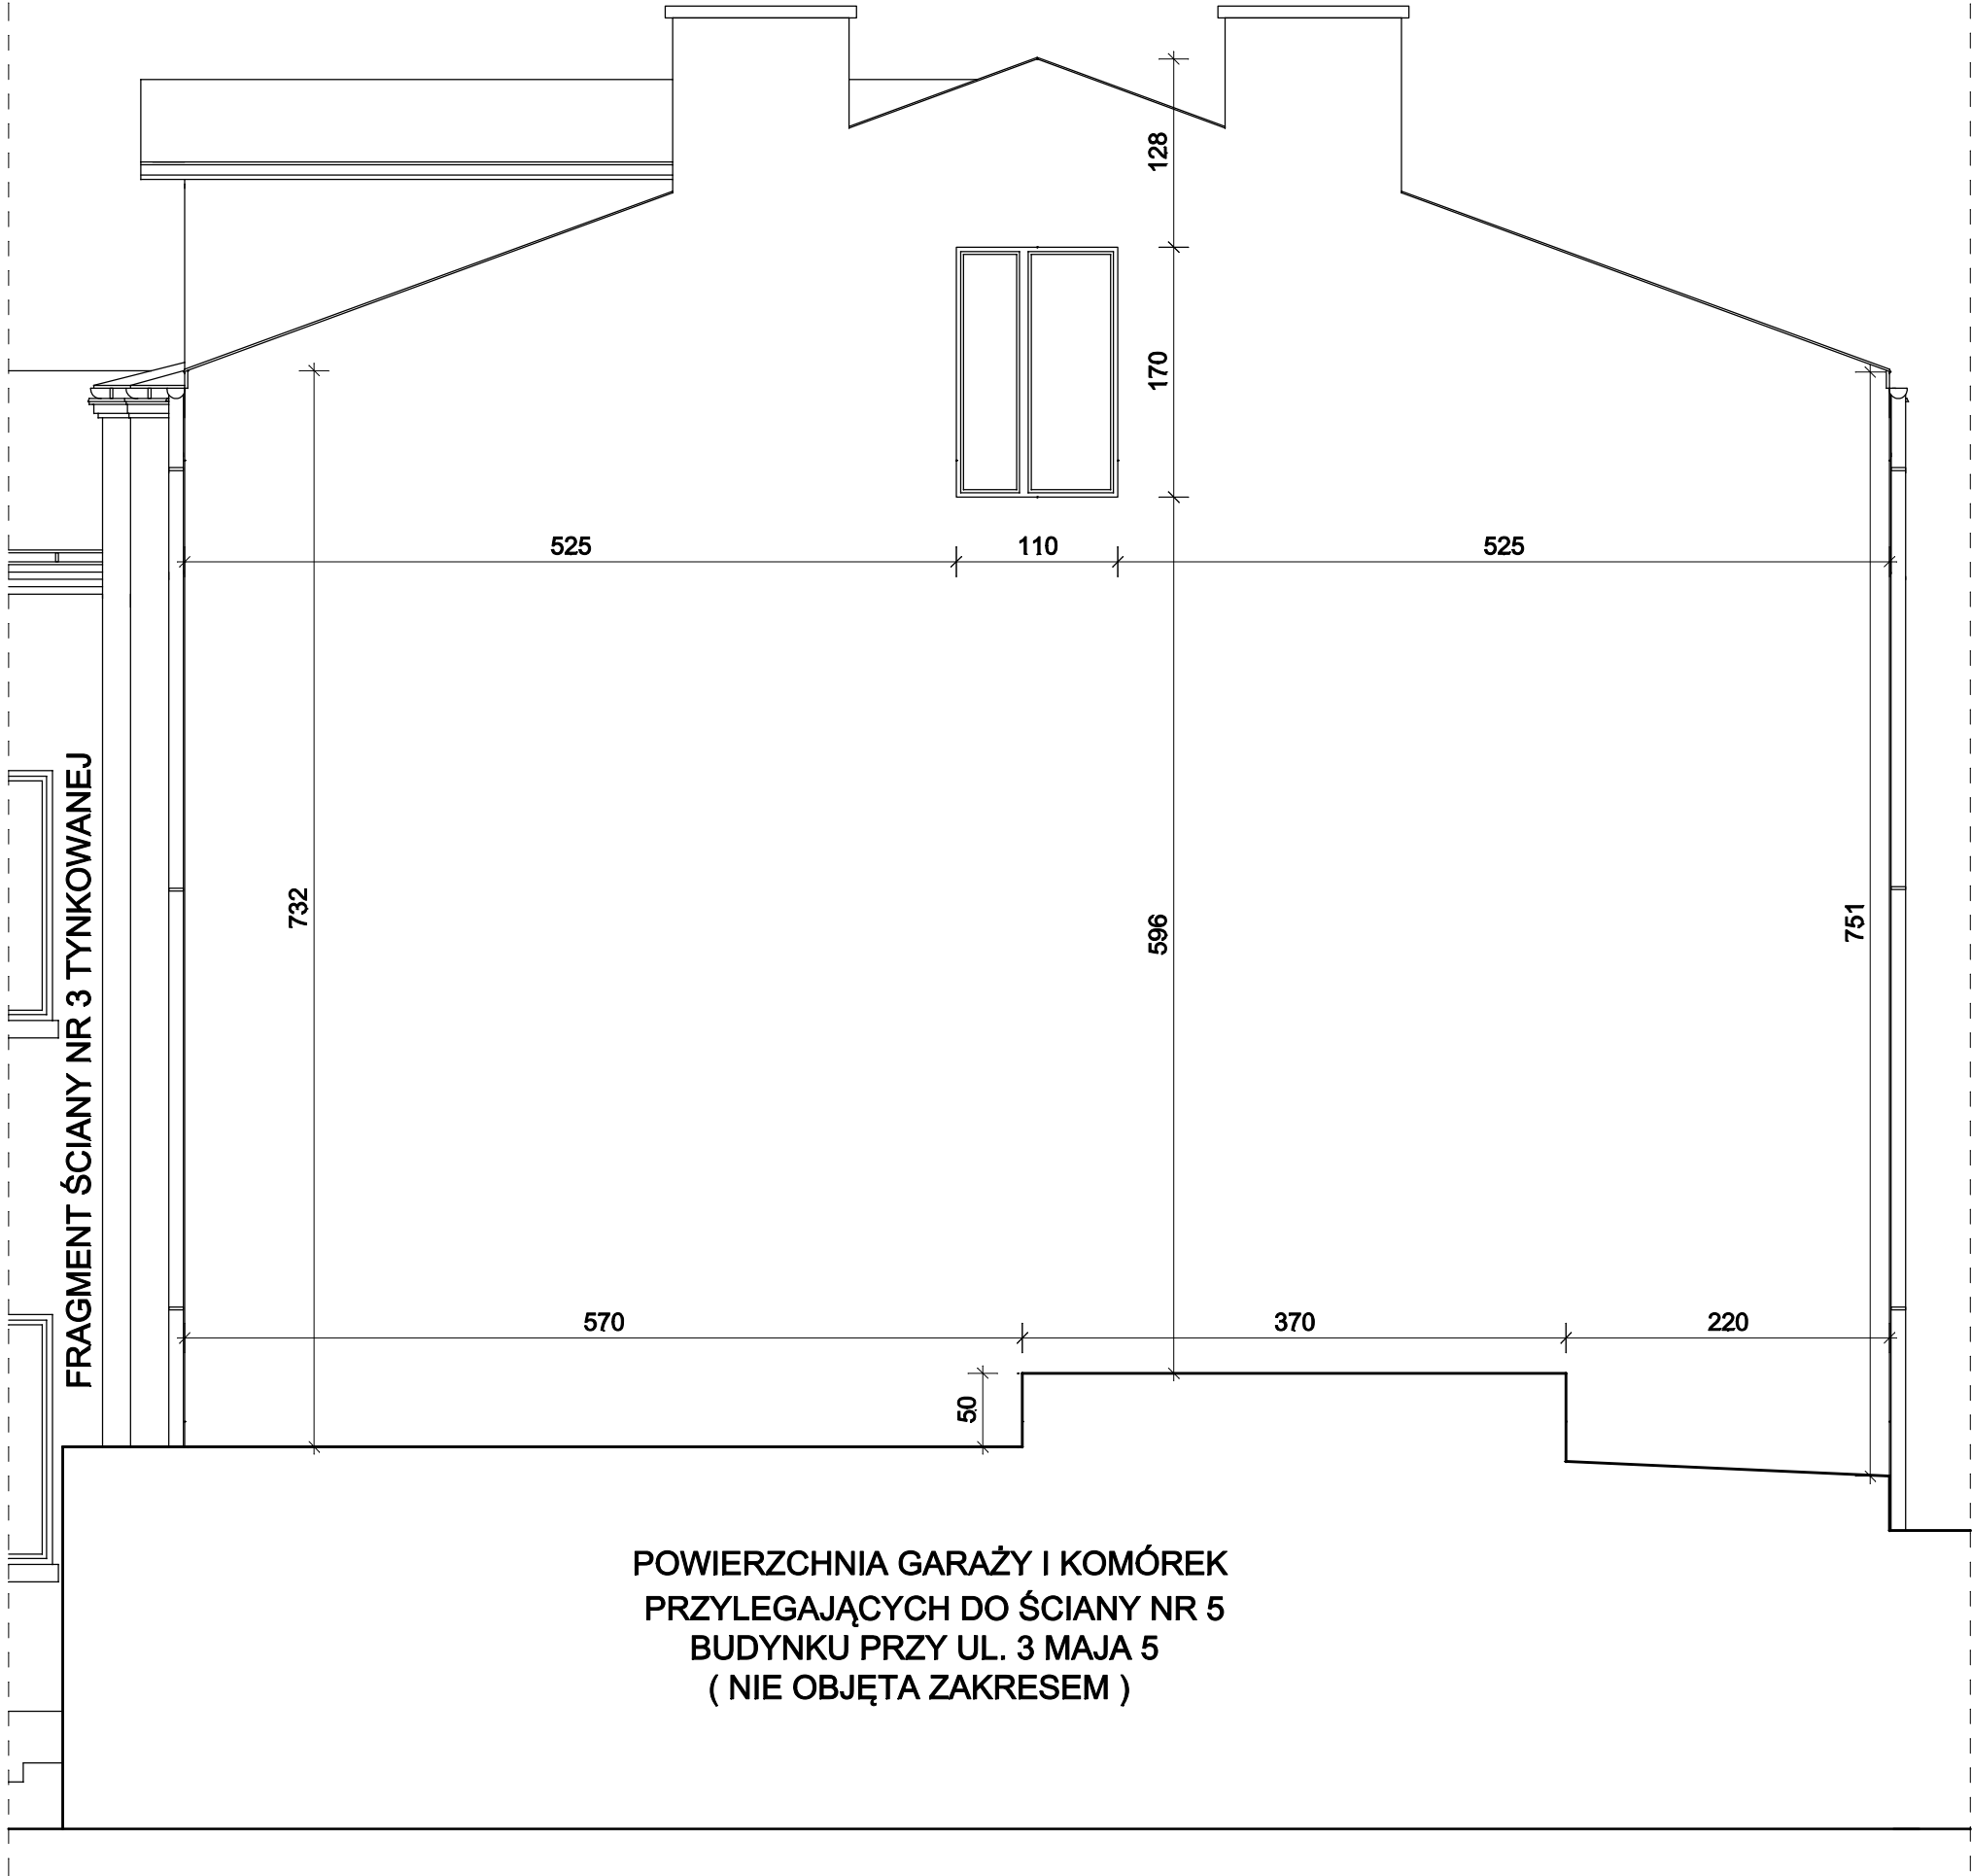 128
170
525
110
525
FRAGMENT ŚCIANY NR 3 TYNKOWANEJ
732
596
751
570
370
220
50
POWIERZCHNIA GARAŻY I KOMÓREK
PRZYLEGAJĄCYCH DO ŚCIANY NR 5
BUDYNKU PRZY UL. 3 MAJA 5
( NIE OBJĘTA ZAKRESEM )